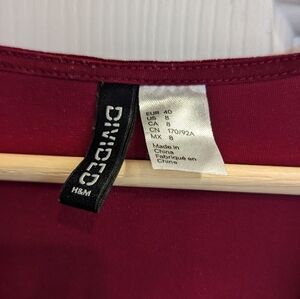 DIVIDED
H&M
EUR 40
US 8
CA 8
CN 170/92A
MX 8
Made in
China
Fabriqué en
Chine